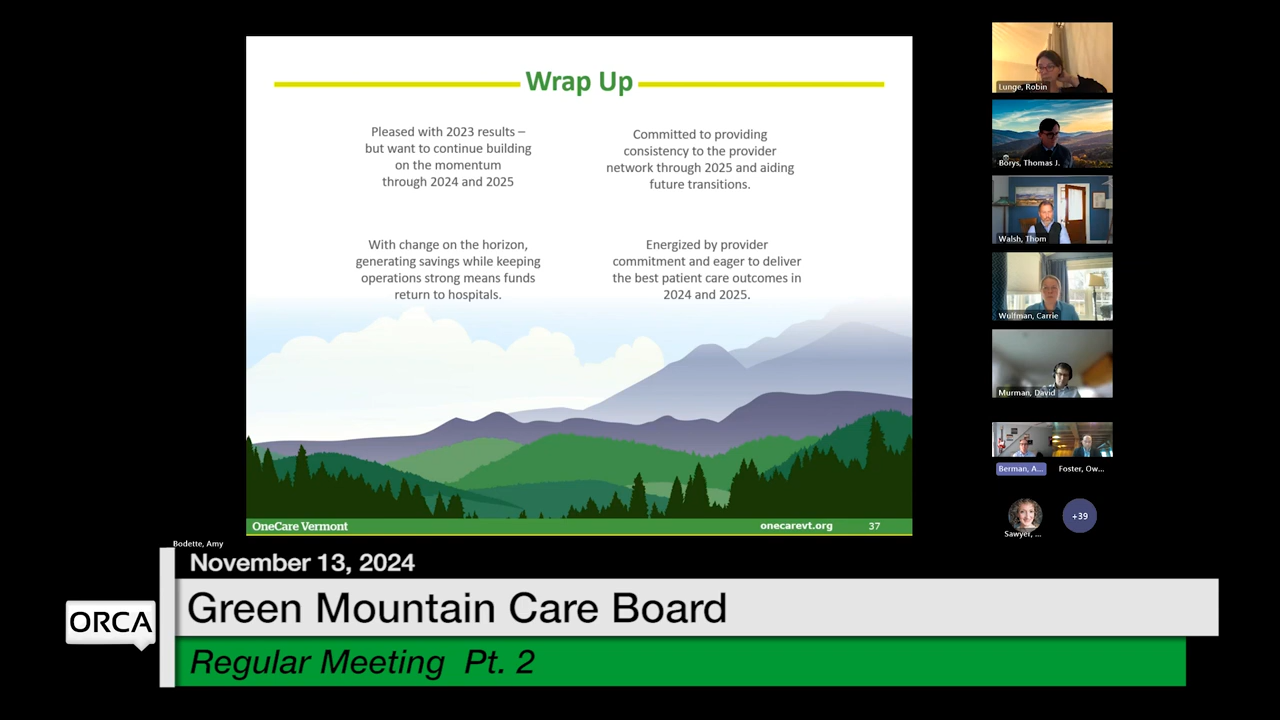 Wrap Up
Pleased with 2023 results –
but want to continue building
on the momentum
through 2024 and 2025
Committed to providing
consistency to the provider
network through 2025 and aiding
future transitions.
With change on the horizon,
generating savings while keeping
operations strong means funds
return to hospitals.
Energized by provider
commitment and eager to deliver
the best patient care outcomes in
2024 and 2025.
OneCare Vermont
onecarevt.org
37
Lunge, Robin
Borys, Thomas J.
Walsh, Thom
Wulfman, Carrie
Murman, David
Berman, A...
Foster, Ow...
Sawyer, ...
+39
Bodette, Amy
November 13, 2024
ORCA
Green Mountain Care Board
Regular Meeting Pt. 2